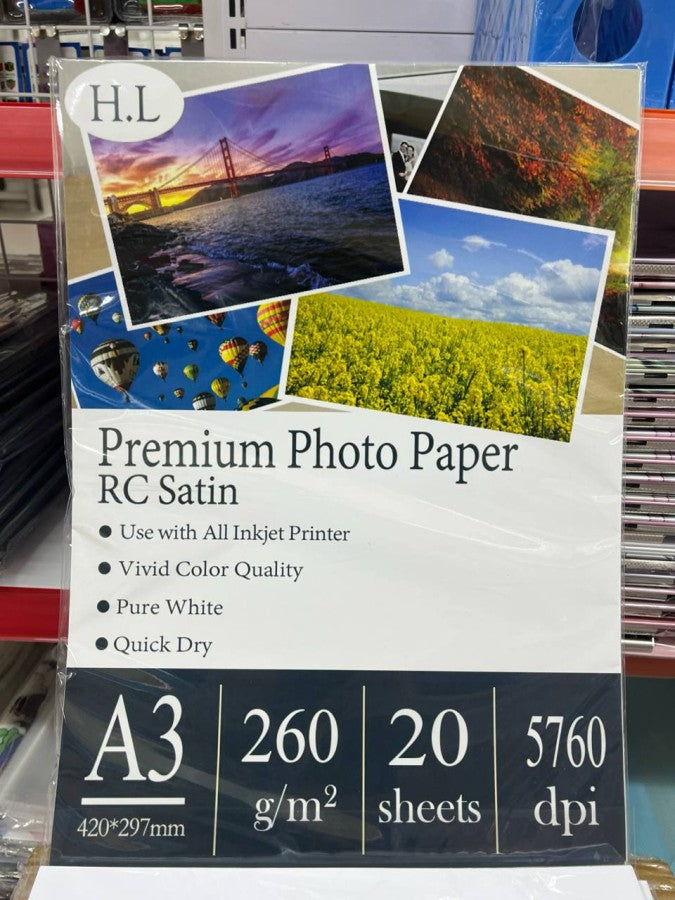 H.L
Premium Photo Paper
RC Satin
● Use with All Inkjet Printer
● Vivid Color Quality
● Pure White
● Quick Dry
A3
420*297mm
260
g/m²
20
sheets
5760
dpi